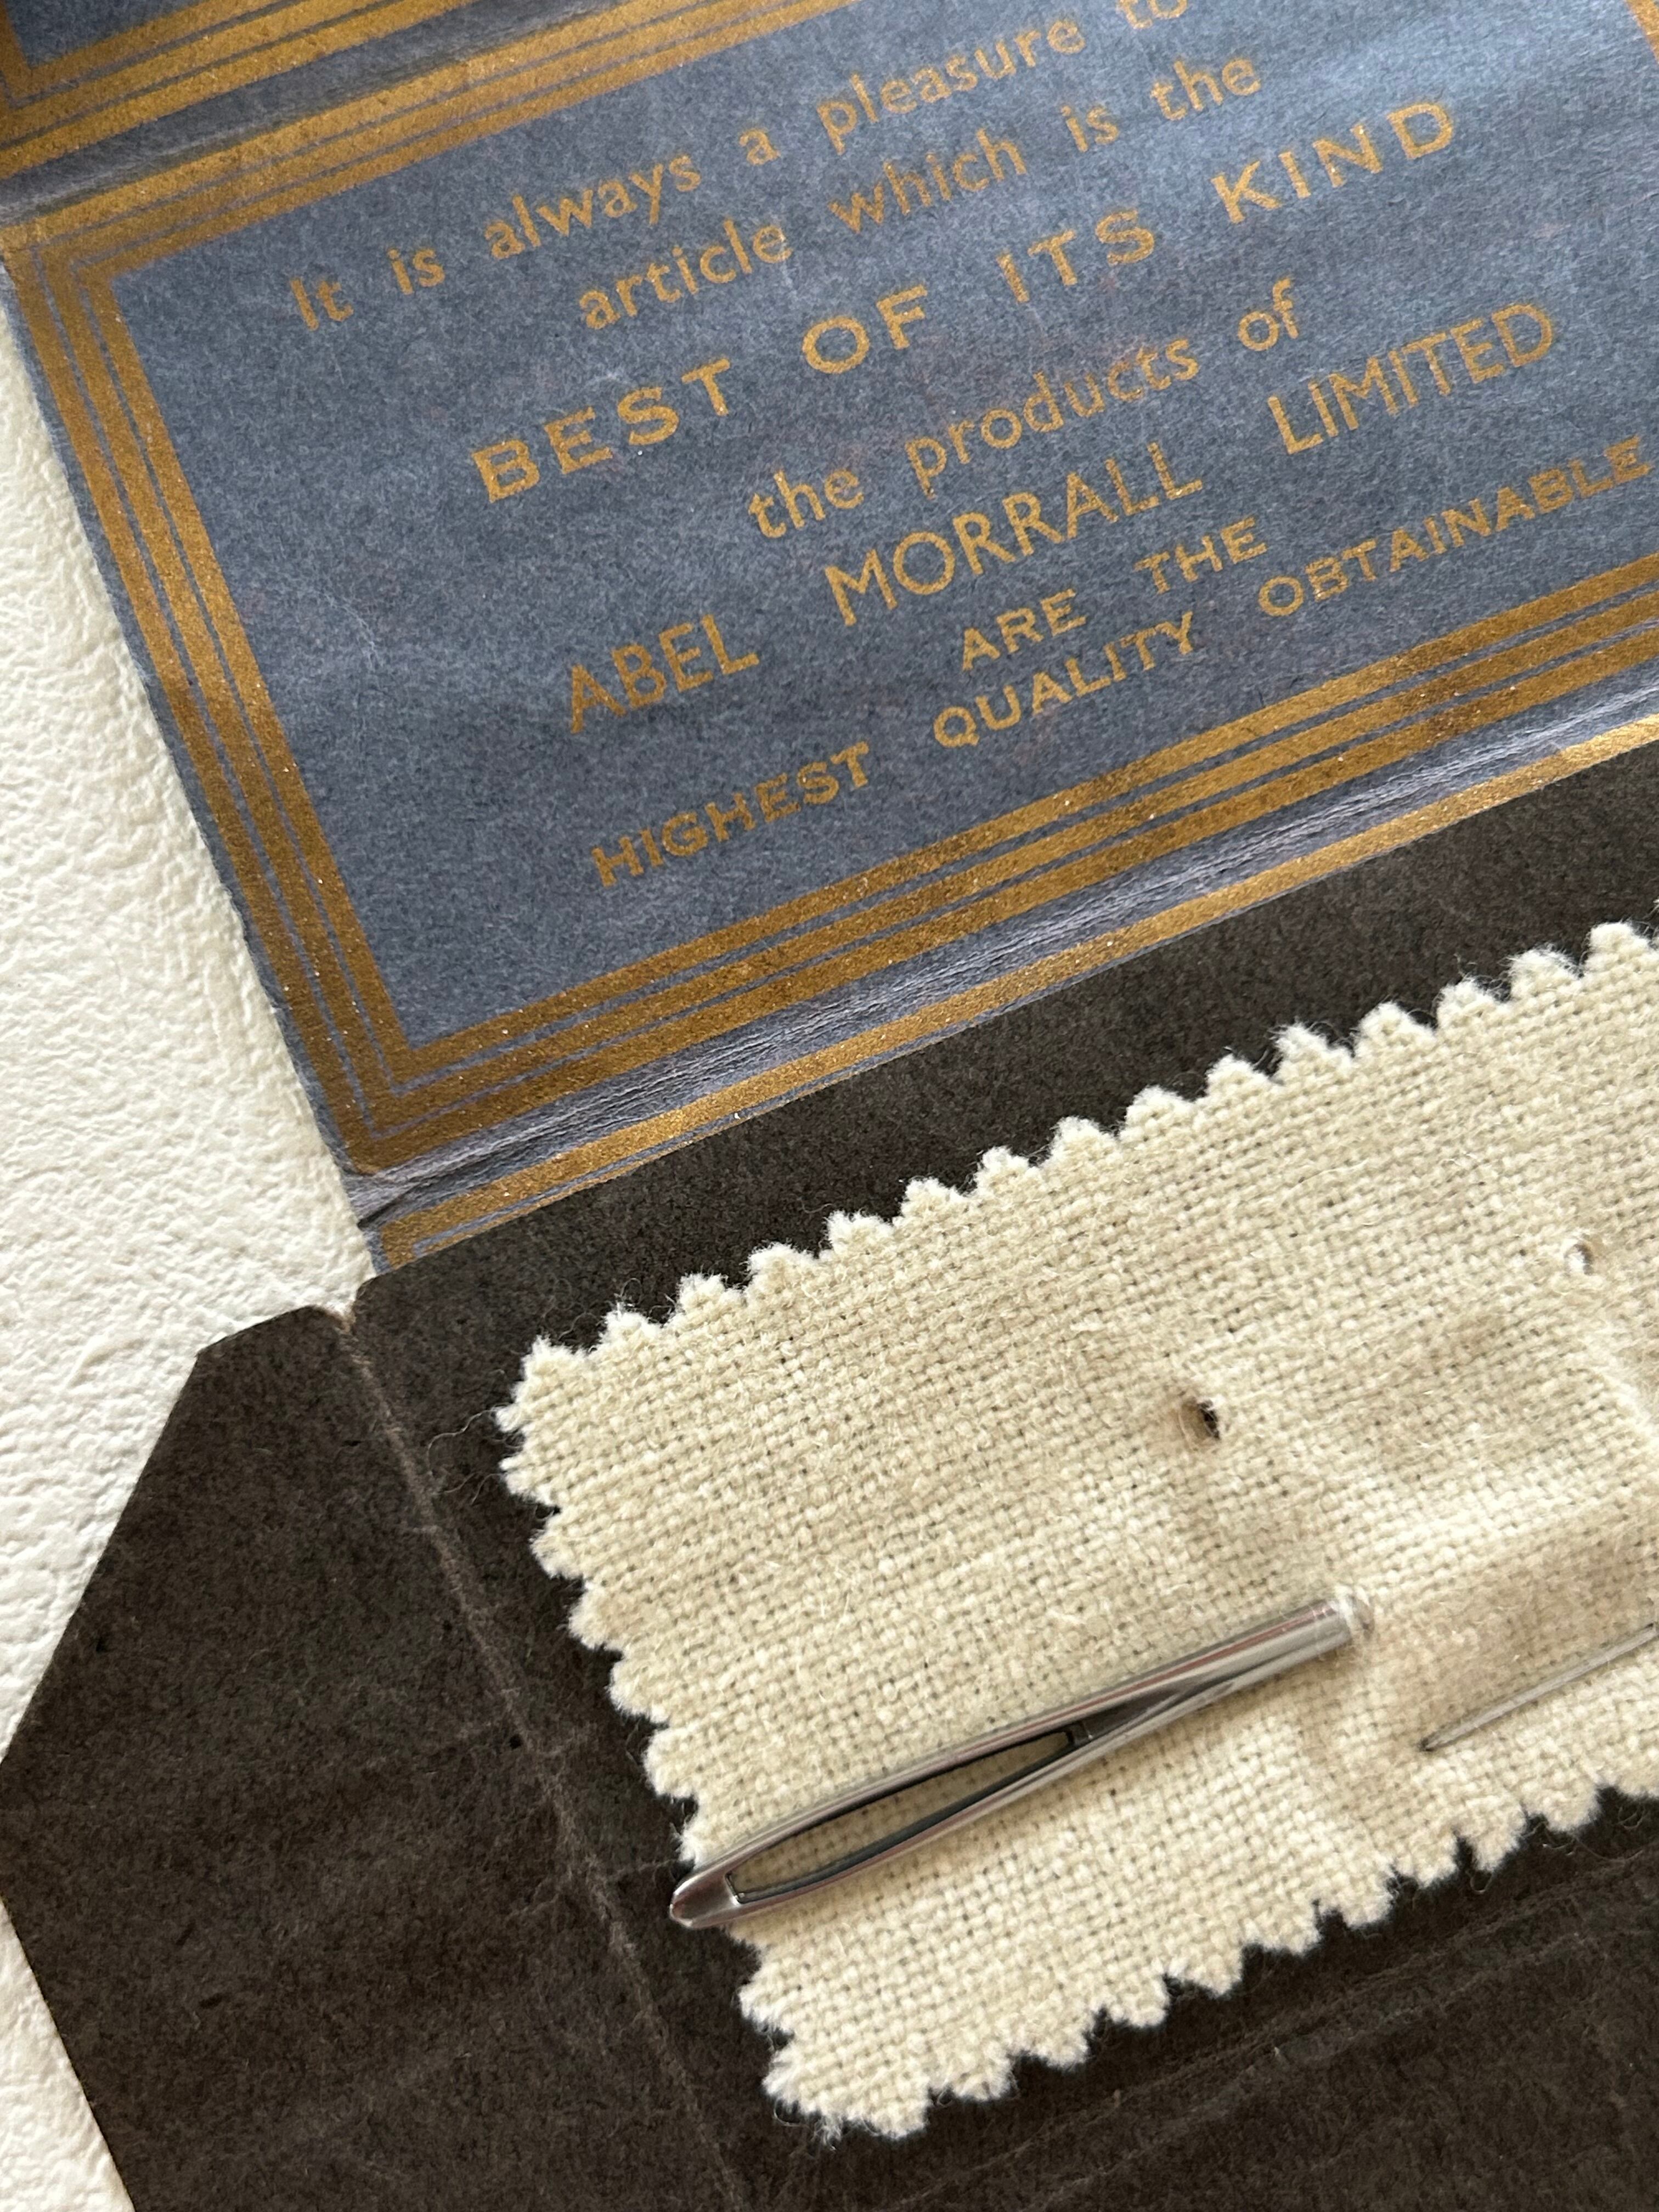 It is always a pleasure to
article which is the
BEST OF ITS KIND
the products of
ABEL MORRALL LIMITED
ARE THE
HIGHEST QUALITY OBTAINABLE